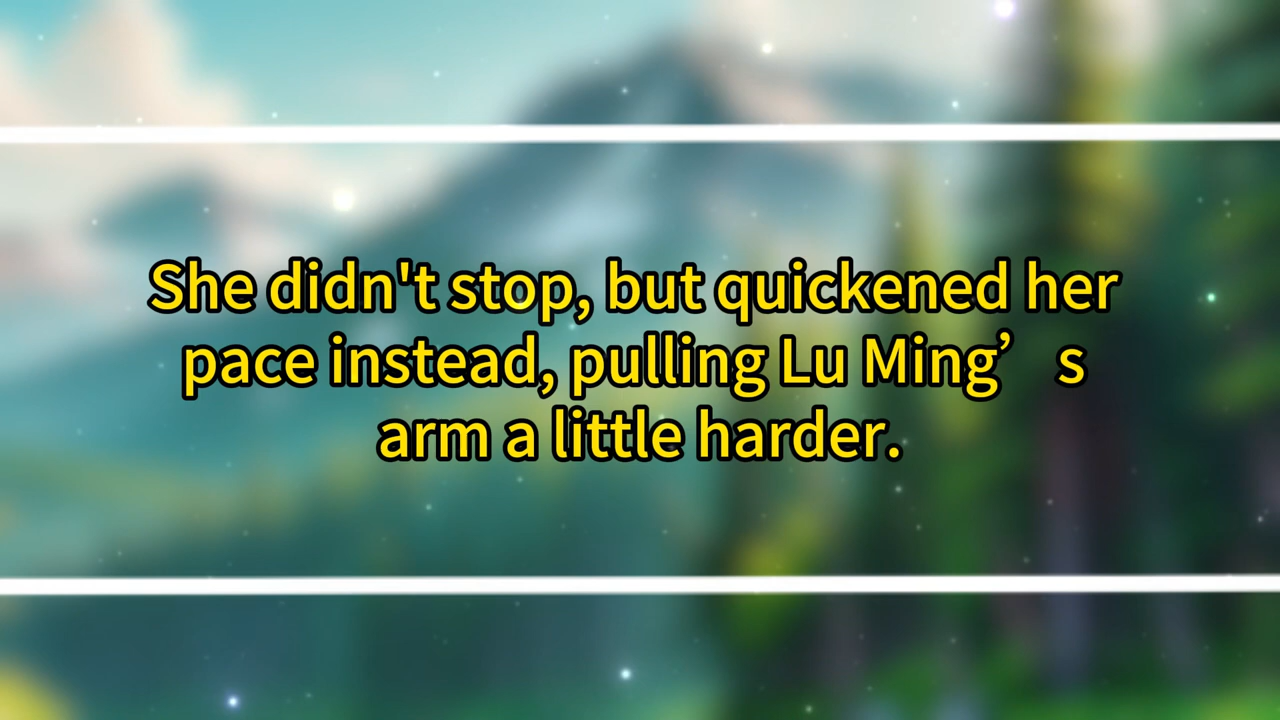 She didn't stop, but quickened her
pace instead, pulling Lu Ming’s
arm a little harder.